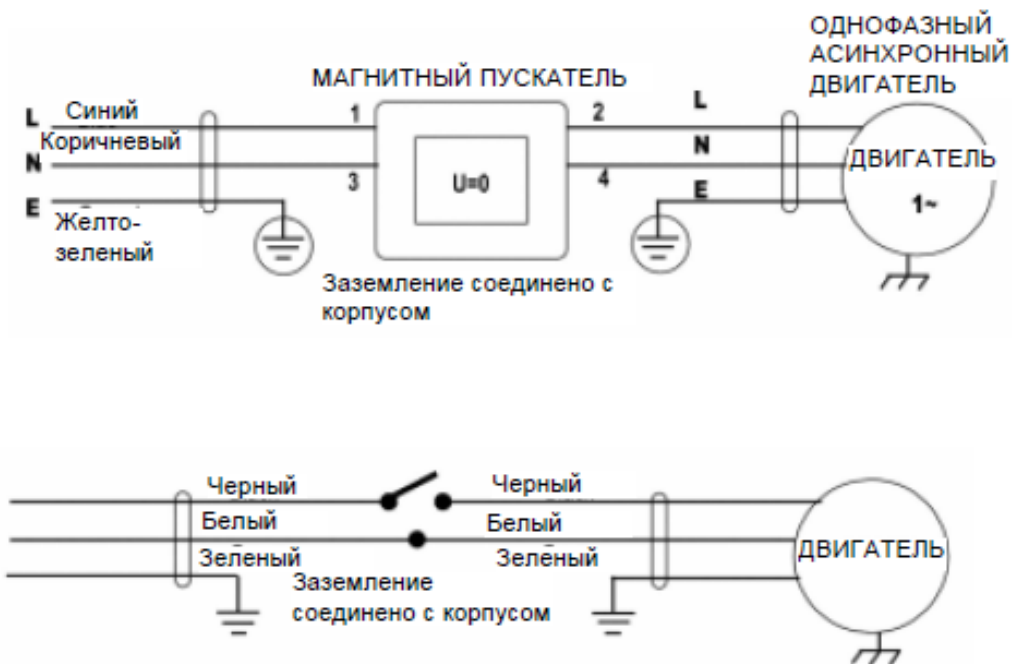 ОДНОФАЗНЫЙ
АСИНХРОННЫЙ
ДВИГАТЕЛЬ
МАГНИТНЫЙ ПУСКАТЕЛЬ
L Синий 1 2 L
Коричневый
N 3 4 N
U=0
ДВИГАТЕЛЬ
1~
E E
Желто-
зеленый
Заземление соединено с
корпусом
Черный Черный
Белый Белый
Зеленый Зеленый
ДВИГАТЕЛЬ
Заземление
соединено с корпусом